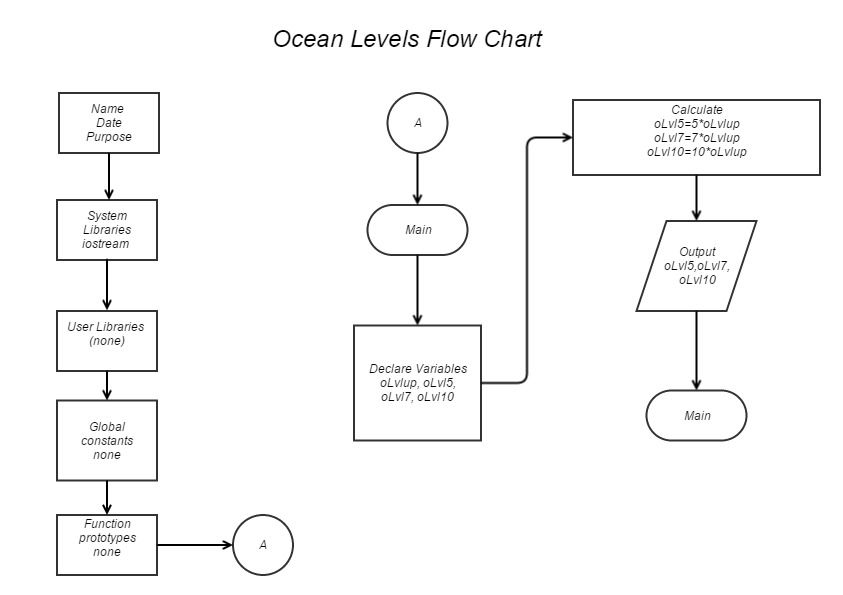 Ocean Levels Flow Chart
Name
Date
Purpose
System
Libraries
iostream
User Libraries
(none)
Global
constants
none
Function
prototypes
none
A
A
Main
Declare Variables
oLvlup, oLvl5,
oLvl7, oLvl10
Calculate
oLvl5=5*oLvlup
oLvl7=7*oLvlup
oLvl10=10*oLvlup
Output
oLvl5,oLvl7,
oLvl10
Main